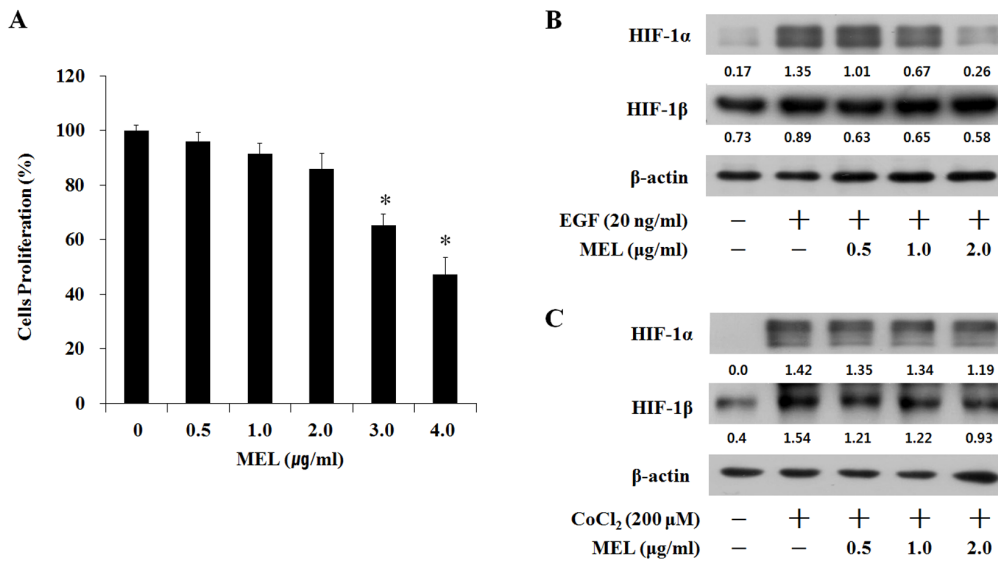 A
Cells Proliferation (%)
120
100
80
60
40
20
0
*
*
0 0.5 1.0 2.0 3.0 4.0
MEL (μg/ml)
B
HIF-1α
0.17 1.35 1.01 0.67 0.26
HIF-1β
0.73 0.89 0.63 0.65 0.58
β-actin
EGF (20 ng/ml) – + + + +
MEL (μg/ml) – – 0.5 1.0 2.0
C
HIF-1α
0.0 1.42 1.35 1.34 1.19
HIF-1β
0.4 1.54 1.21 1.22 0.93
β-actin
CoCl₂ (200 μM) – + + + +
MEL (μg/ml) – – 0.5 1.0 2.0